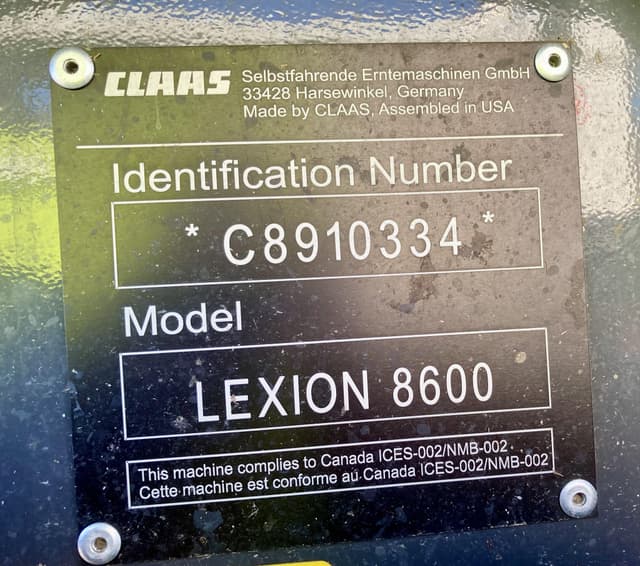 CLAAS Selbstfahrende Erntemaschinen GmbH
33428 Harsewinkel, Germany
Made by CLAAS, Assembled in USA
Identification Number
* C8910334 *
Model
LEXION 8600
This machine complies to Canada ICES-002/NMB-002.
Cette machine est conforme au Canada ICES-002/NMB-002